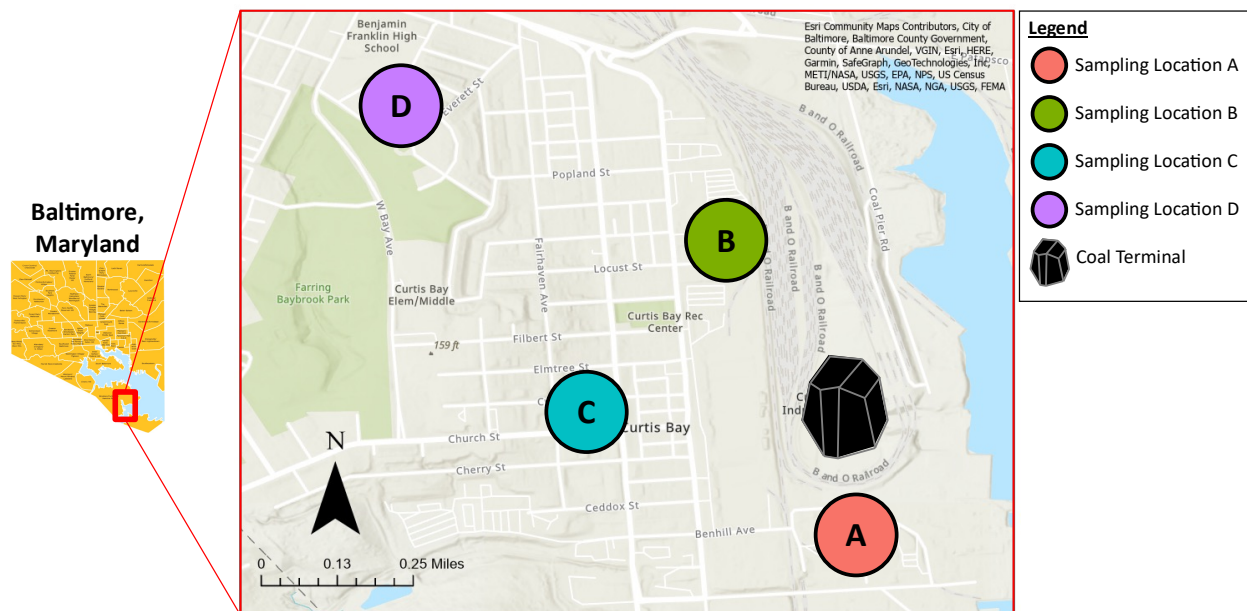 Benjamin
Franklin High
School
Esri Community Maps Contributors, City of
Baltimore, Baltimore County Government,
County of Anne Arundel, VGIN, Esri, HERE,
Garmin, SafeGraph, GeoTechnologies, Inc,
METI/NASA, USGS, EPA, NPS, US Census
Bureau, USDA, Esri, NASA, NGA, USGS, FEMA
E Patapsco
D
Everett St
B and O Railroad
Popland St
Coal Pier Rd
W Bay Ave
B and O Railroad
B
Fairhaven Ave
Locust St
B and O Railroad
O Railroad
Farring
Baybrook Park
Curtis Bay
Elem/Middle
Curtis Bay Rec
Center
159 ft
Filbert St
Elmtree St
C
C
Indu
Church St
Curtis Bay
Cherry St
B and O Railroad
Ceddox St
Benhill Ave
A
N
0 0.13 0.25 Miles
Baltimore,
Maryland
Legend
Sampling Location A
Sampling Location B
Sampling Location C
Sampling Location D
Coal Terminal